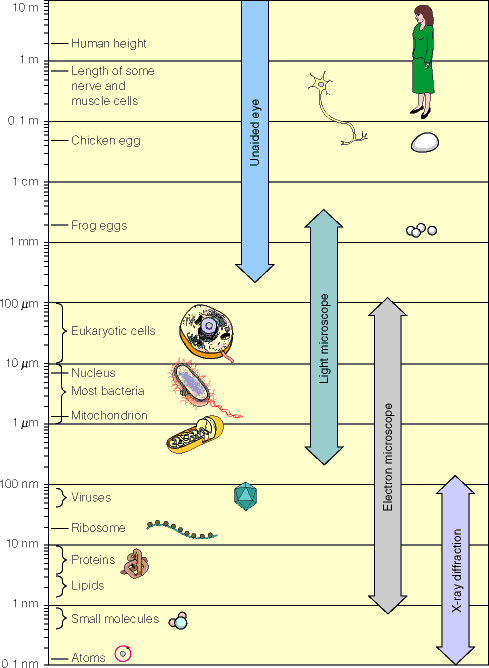 10 m
Human height
1 m
Length of some
nerve and
muscle cells
0.1 m
Chicken egg
1 cm
Frog eggs
1 mm
100 μm
Eukaryotic cells
10 μm
Nucleus
Most bacteria
Mitochondrion
1 μm
100 nm
Viruses
Ribosome
10 nm
Proteins
Lipids
1 nm
Small molecules
Atoms
0.1 nm
Unaided eye
Light microscope
Electron microscope
X-ray diffraction